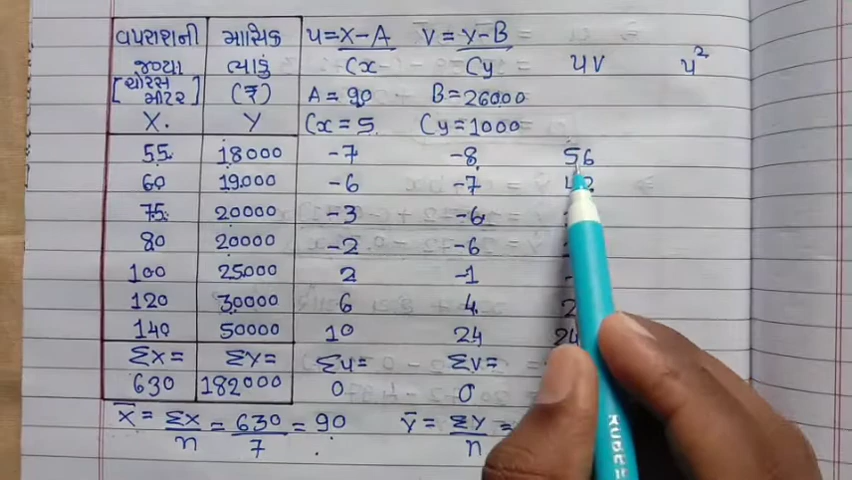 વપરાશની માસિક u=X-A V=Y-B
જગ્યા ભાડું Cx Cy uv u²
[ચોરસ મીટર] (₹) A=90 B=26000
X. Y Cx=5 Cy=1000
55 18000 -7 -8 56
60 19000 -6 -7
75 20000 -3 -6
80 20000 -2 -6
100 25000 2 -1
120 30000 6 4
140 50000 10 24 24
Σx= Σy= Σu= Σv=
630 182000 0 0
x̄ = Σx/n = 630/7 = 90 ȳ = Σy/n =